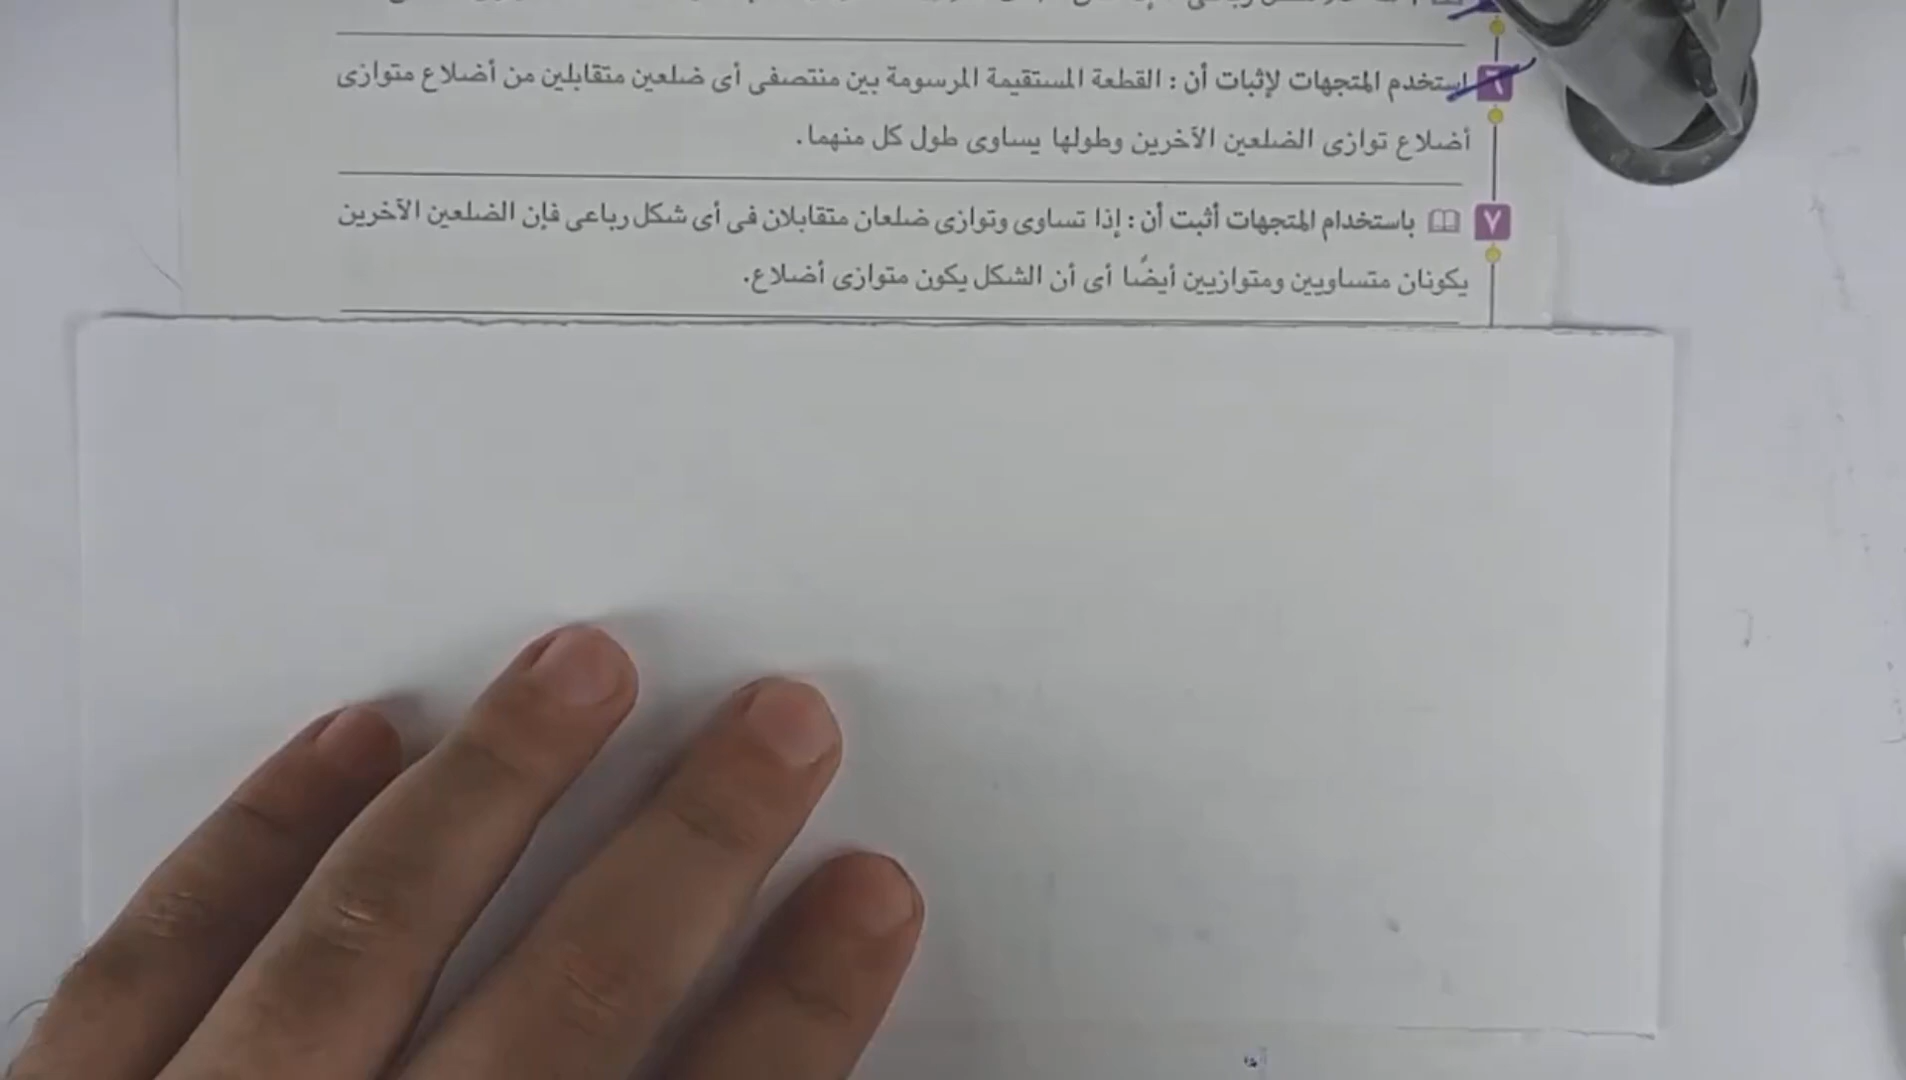 ٦ استخدم المتجهات لإثبات أن : القطعة المستقيمة المرسومة بين منتصفى أى ضلعين متقابلين من أضلاع متوازى
أضلاع توازى الضلعين الآخرين وطولها يساوى طول كل منهما.
٧ باستخدام المتجهات أثبت أن : إذا تساوى وتوازى ضلعان متقابلان فى أى شكل رباعى فإن الضلعين الآخرين
يكونان متساويين ومتوازيين أيضًا أى أن الشكل يكون متوازى أضلاع.